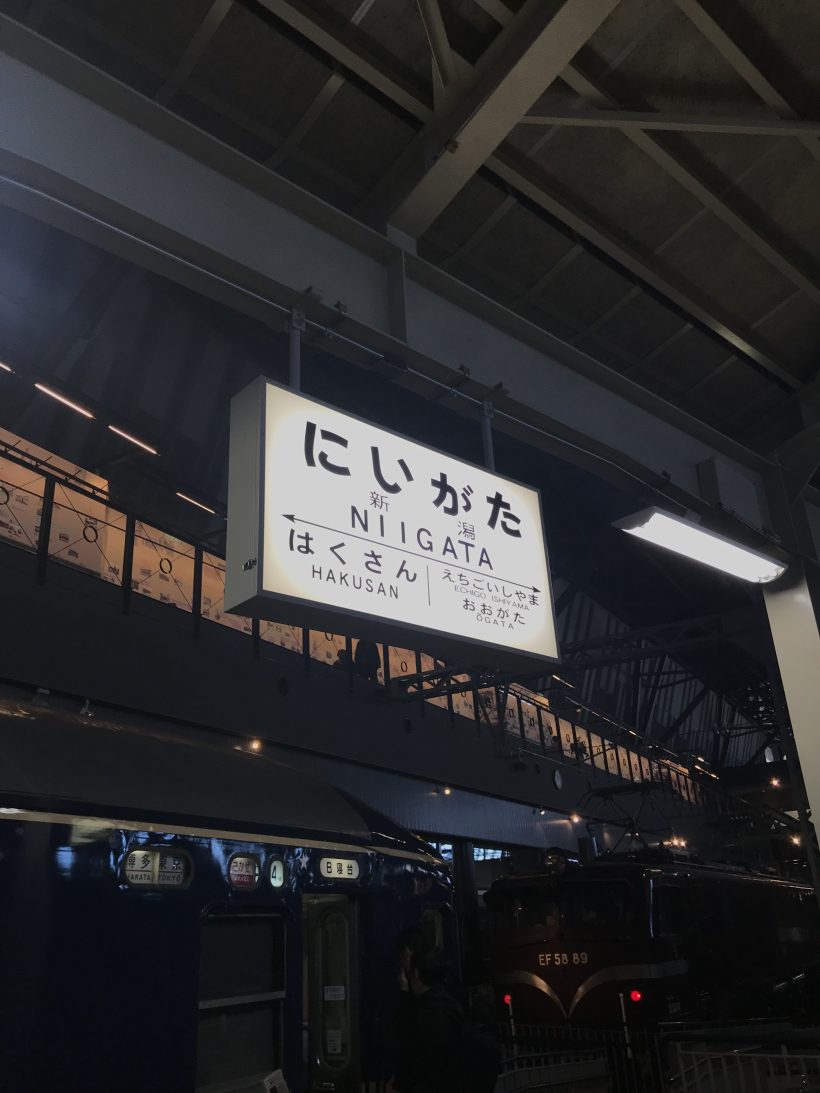 にいがた
新潟
NIIGATA
はくさん
HAKUSAN
えちごいしやま
ECHIGO ISHIYAMA
おおがた
ŌGATA
博多 東京
HAKATA TOKYO
4
B寝台
EF58 89